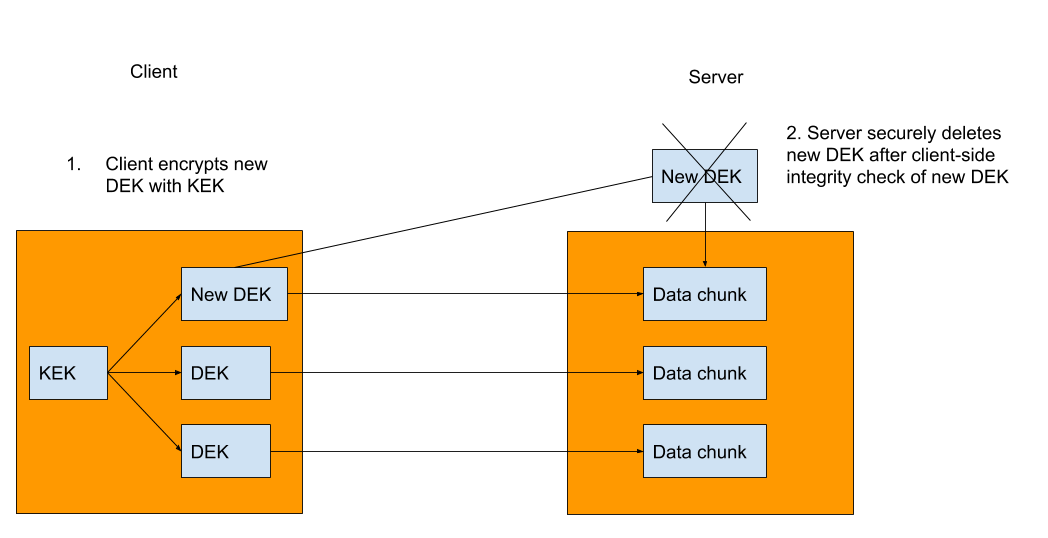 Client
Server
1. Client encrypts new
DEK with KEK
2. Server securely deletes
new DEK after client-side
integrity check of new DEK
New DEK
New DEK
Data chunk
KEK
DEK
Data chunk
DEK
Data chunk